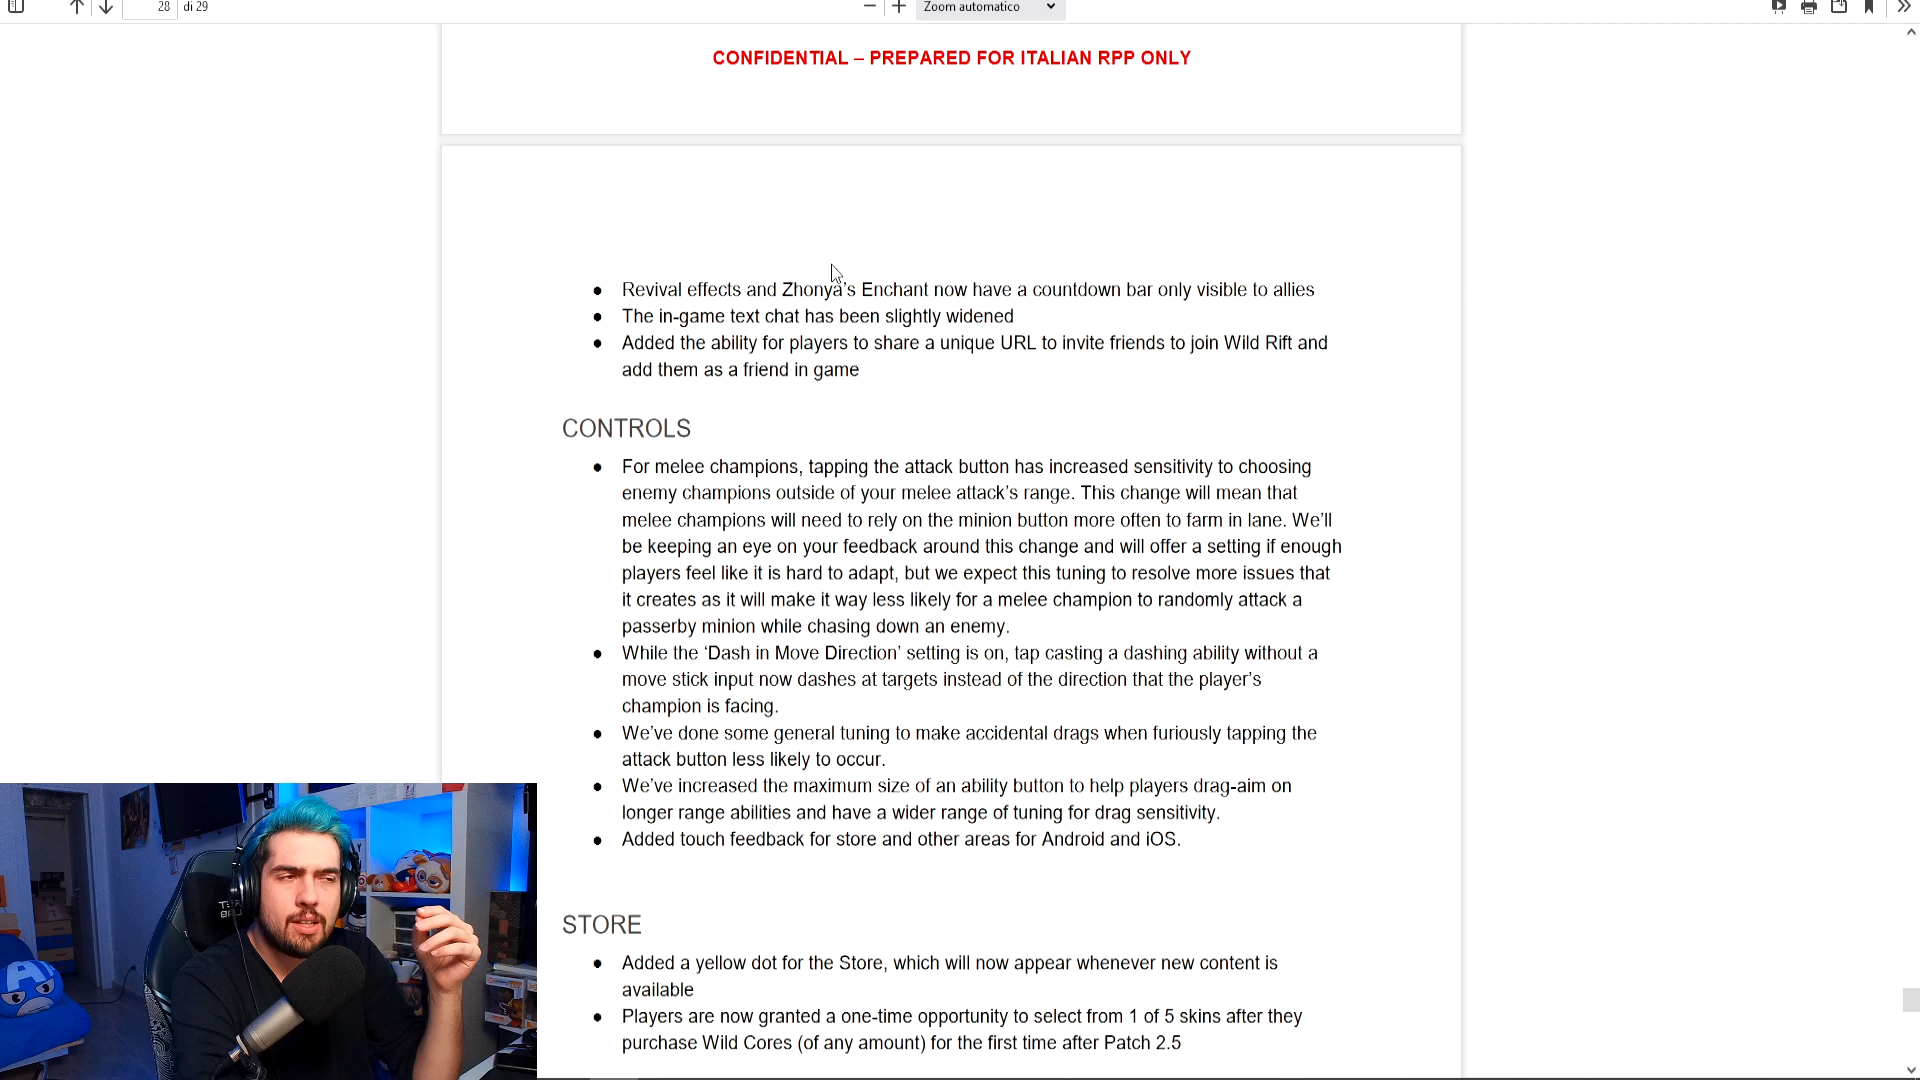 28 di 29 Zoom automatico
CONFIDENTIAL – PREPARED FOR ITALIAN RPP ONLY
● Revival effects and Zhonya’s Enchant now have a countdown bar only visible to allies
● The in-game text chat has been slightly widened
● Added the ability for players to share a unique URL to invite friends to join Wild Rift and
add them as a friend in game
CONTROLS
● For melee champions, tapping the attack button has increased sensitivity to choosing
enemy champions outside of your melee attack’s range. This change will mean that
melee champions will need to rely on the minion button more often to farm in lane. We’ll
be keeping an eye on your feedback around this change and will offer a setting if enough
players feel like it is hard to adapt, but we expect this tuning to resolve more issues that
it creates as it will make it way less likely for a melee champion to randomly attack a
passerby minion while chasing down an enemy.
● While the ‘Dash in Move Direction’ setting is on, tap casting a dashing ability without a
move stick input now dashes at targets instead of the direction that the player’s
champion is facing.
● We’ve done some general tuning to make accidental drags when furiously tapping the
attack button less likely to occur.
● We’ve increased the maximum size of an ability button to help players drag-aim on
longer range abilities and have a wider range of tuning for drag sensitivity.
● Added touch feedback for store and other areas for Android and iOS.
STORE
● Added a yellow dot for the Store, which will now appear whenever new content is
available
● Players are now granted a one-time opportunity to select from 1 of 5 skins after they
purchase Wild Cores (of any amount) for the first time after Patch 2.5